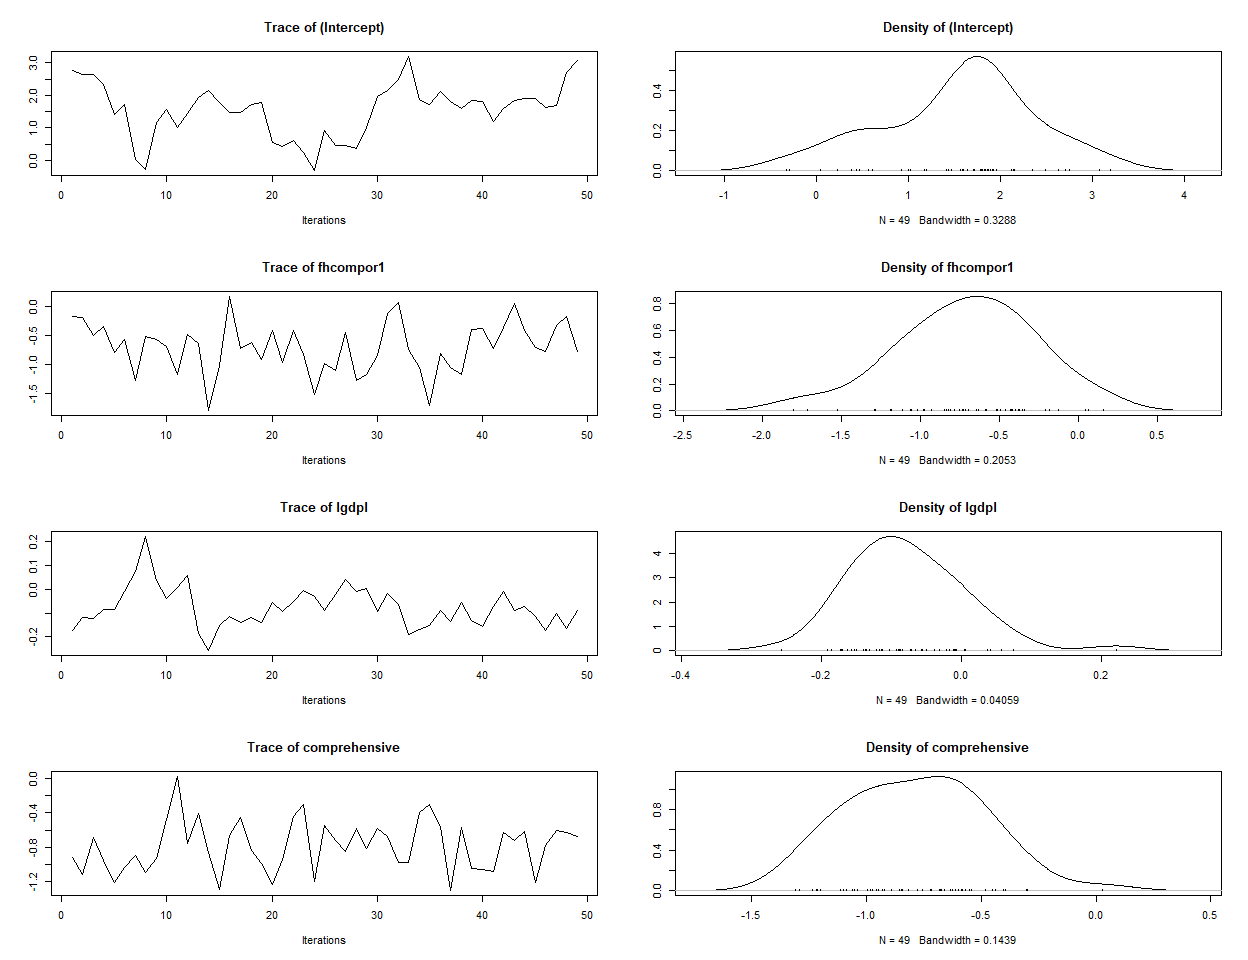 Trace of (Intercept)
0.0 1.0 2.0 3.0
0 10 20 30 40 50
Iterations
Density of (Intercept)
0.0 0.2 0.4
-1 0 1 2 3 4
N = 49 Bandwidth = 0.3288
Trace of fhcompor1
-1.5 -1.0 -0.5 0.0
0 10 20 30 40 50
Iterations
Density of fhcompor1
0.0 0.2 0.4 0.6 0.8
-2.5 -2.0 -1.5 -1.0 -0.5 0.0 0.5
N = 49 Bandwidth = 0.2053
Trace of lgdpl
-0.2 0.0 0.1 0.2
0 10 20 30 40 50
Iterations
Density of lgdpl
0 1 2 3 4
-0.4 -0.2 0.0 0.2
N = 49 Bandwidth = 0.04059
Trace of comprehensive
-1.2 -0.8 -0.4 0.0
0 10 20 30 40 50
Iterations
Density of comprehensive
0.0 0.4 0.8
-1.5 -1.0 -0.5 0.0 0.5
N = 49 Bandwidth = 0.1439